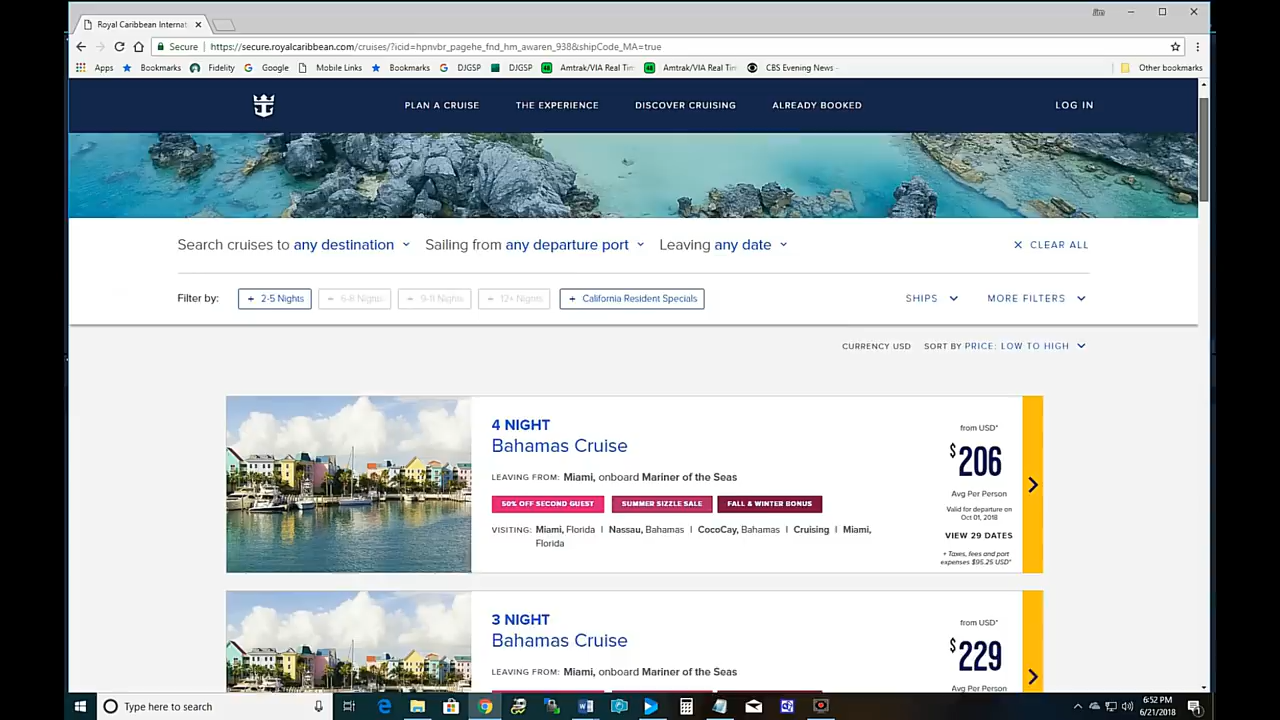 Royal Caribbean Internat
Secure https://secure.royalcaribbean.com/cruises/?icid=hpnvbr_pagehe_fnd_hm_awaren_938&shipCode_MA=true
Apps Bookmarks Fidelity Google Mobile Links Bookmarks DJGSP DJGSP Amtrak/VIA Real Tim Amtrak/VIA Real Tim CBS Evening News - Other bookmarks
PLAN A CRUISE THE EXPERIENCE DISCOVER CRUISING ALREADY BOOKED LOG IN
Search cruises to any destination Sailing from any departure port Leaving any date CLEAR ALL
Filter by: + 2-5 Nights + 6-8 Nights + 9-11 Nights + 12+ Nights + California Resident Specials SHIPS MORE FILTERS
CURRENCY USD SORT BY PRICE: LOW TO HIGH
4 NIGHT
Bahamas Cruise
LEAVING FROM: Miami, onboard Mariner of the Seas
50% OFF SECOND GUEST SUMMER SIZZLE SALE FALL & WINTER BONUS
VISITING: Miami, Florida | Nassau, Bahamas | CocoCay, Bahamas | Cruising | Miami,
Florida
from USD*
$206
Avg Per Person
Valid for departure on
Oct 01, 2018
VIEW 29 DATES
+ Taxes, fees and port
expenses $95.25 USD*
3 NIGHT
Bahamas Cruise
LEAVING FROM: Miami, onboard Mariner of the Seas
from USD*
$229
Avg Per Person
Type here to search
6:52 PM
6/21/2018